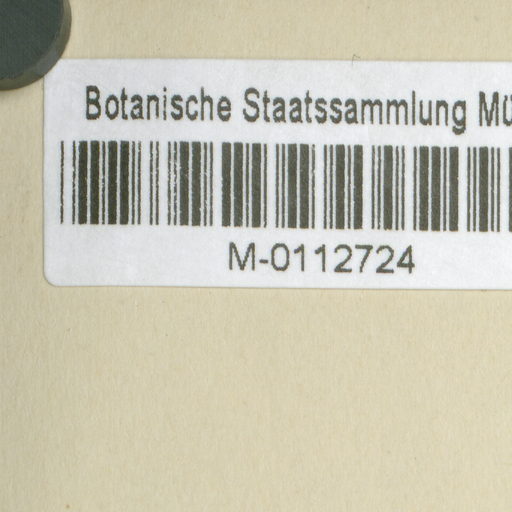 Botanische Staatssammlung Mü
M-0112724